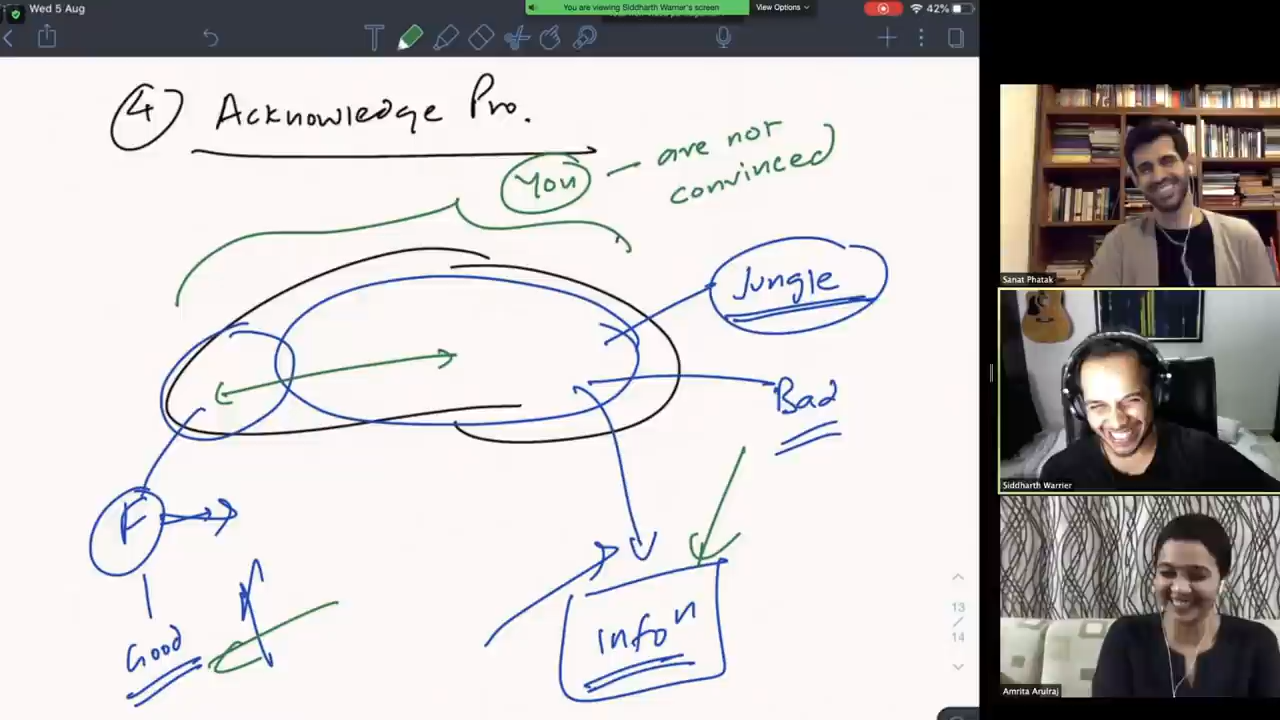 Wed 5 Aug
You are viewing Siddharth Warrier's screen
View Options
42%
④ Acknowledge Pro.
You — are not
convinced
Jungle
Bad
F
Good
Infoⁿ
13
/
14
Sanat Phatak
Siddharth Warrier
Amrita Arulraj